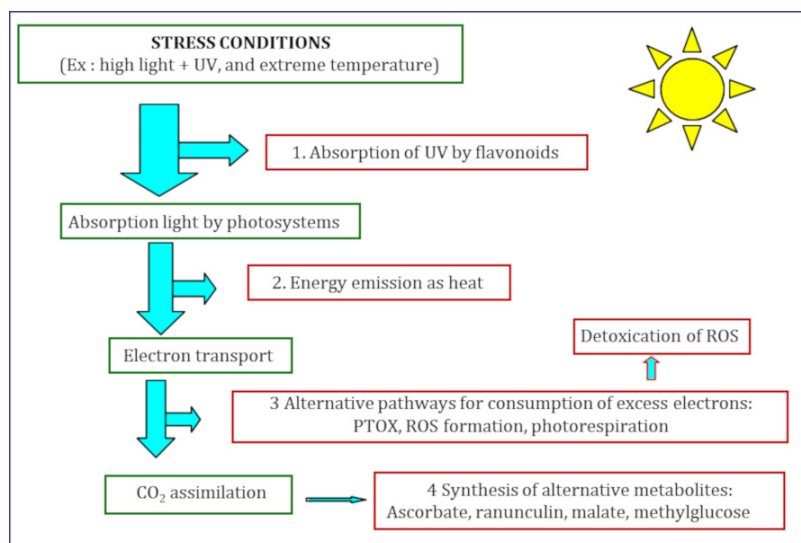 STRESS CONDITIONS
(Ex : high light + UV, and extreme temperature)
1. Absorption of UV by flavonoids
Absorption light by photosystems
2. Energy emission as heat
Detoxication of ROS
Electron transport
3 Alternative pathways for consumption of excess electrons:
PTOX, ROS formation, photorespiration
CO₂ assimilation
4 Synthesis of alternative metabolites:
Ascorbate, ranunculin, malate, methylglucose